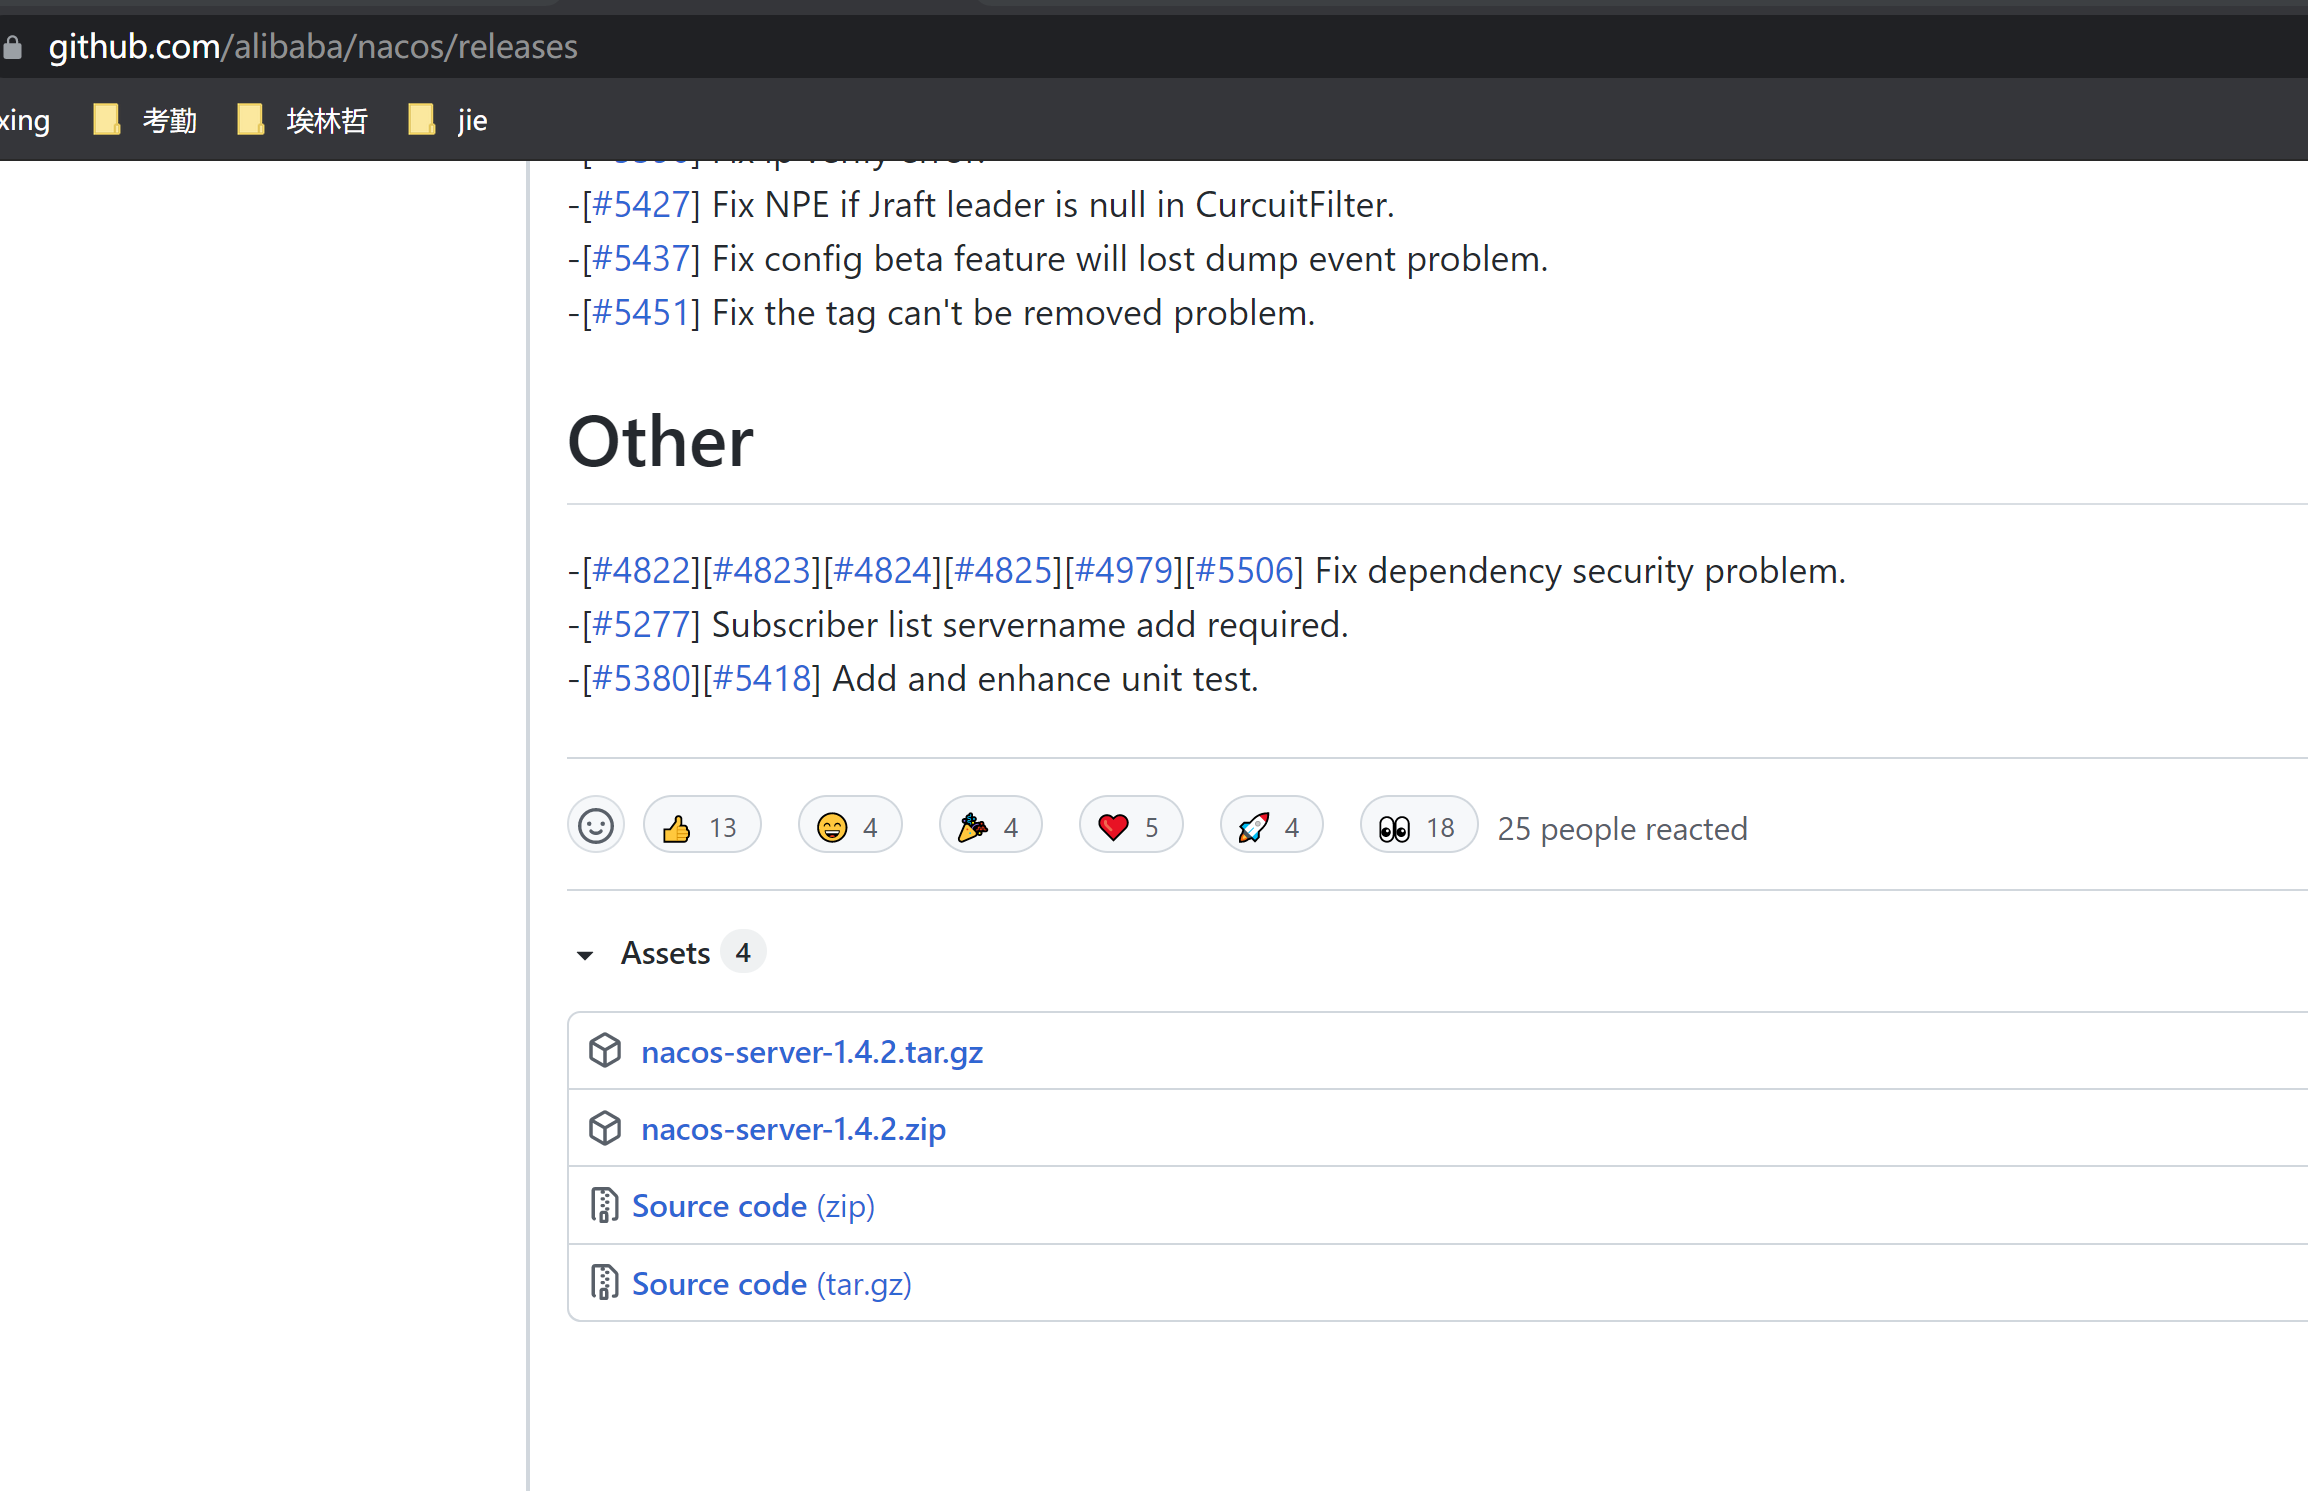 github.com/alibaba/nacos/releases
xing 考勤 埃林哲 jie
-[#5427] Fix NPE if Jraft leader is null in CurcuitFilter.
-[#5437] Fix config beta feature will lost dump event problem.
-[#5451] Fix the tag can't be removed problem.
Other
-[#4822][#4823][#4824][#4825][#4979][#5506] Fix dependency security problem.
-[#5277] Subscriber list servername add required.
-[#5380][#5418] Add and enhance unit test.
13 4 4 5 4 18 25 people reacted
Assets 4
nacos-server-1.4.2.tar.gz
nacos-server-1.4.2.zip
Source code (zip)
Source code (tar.gz)